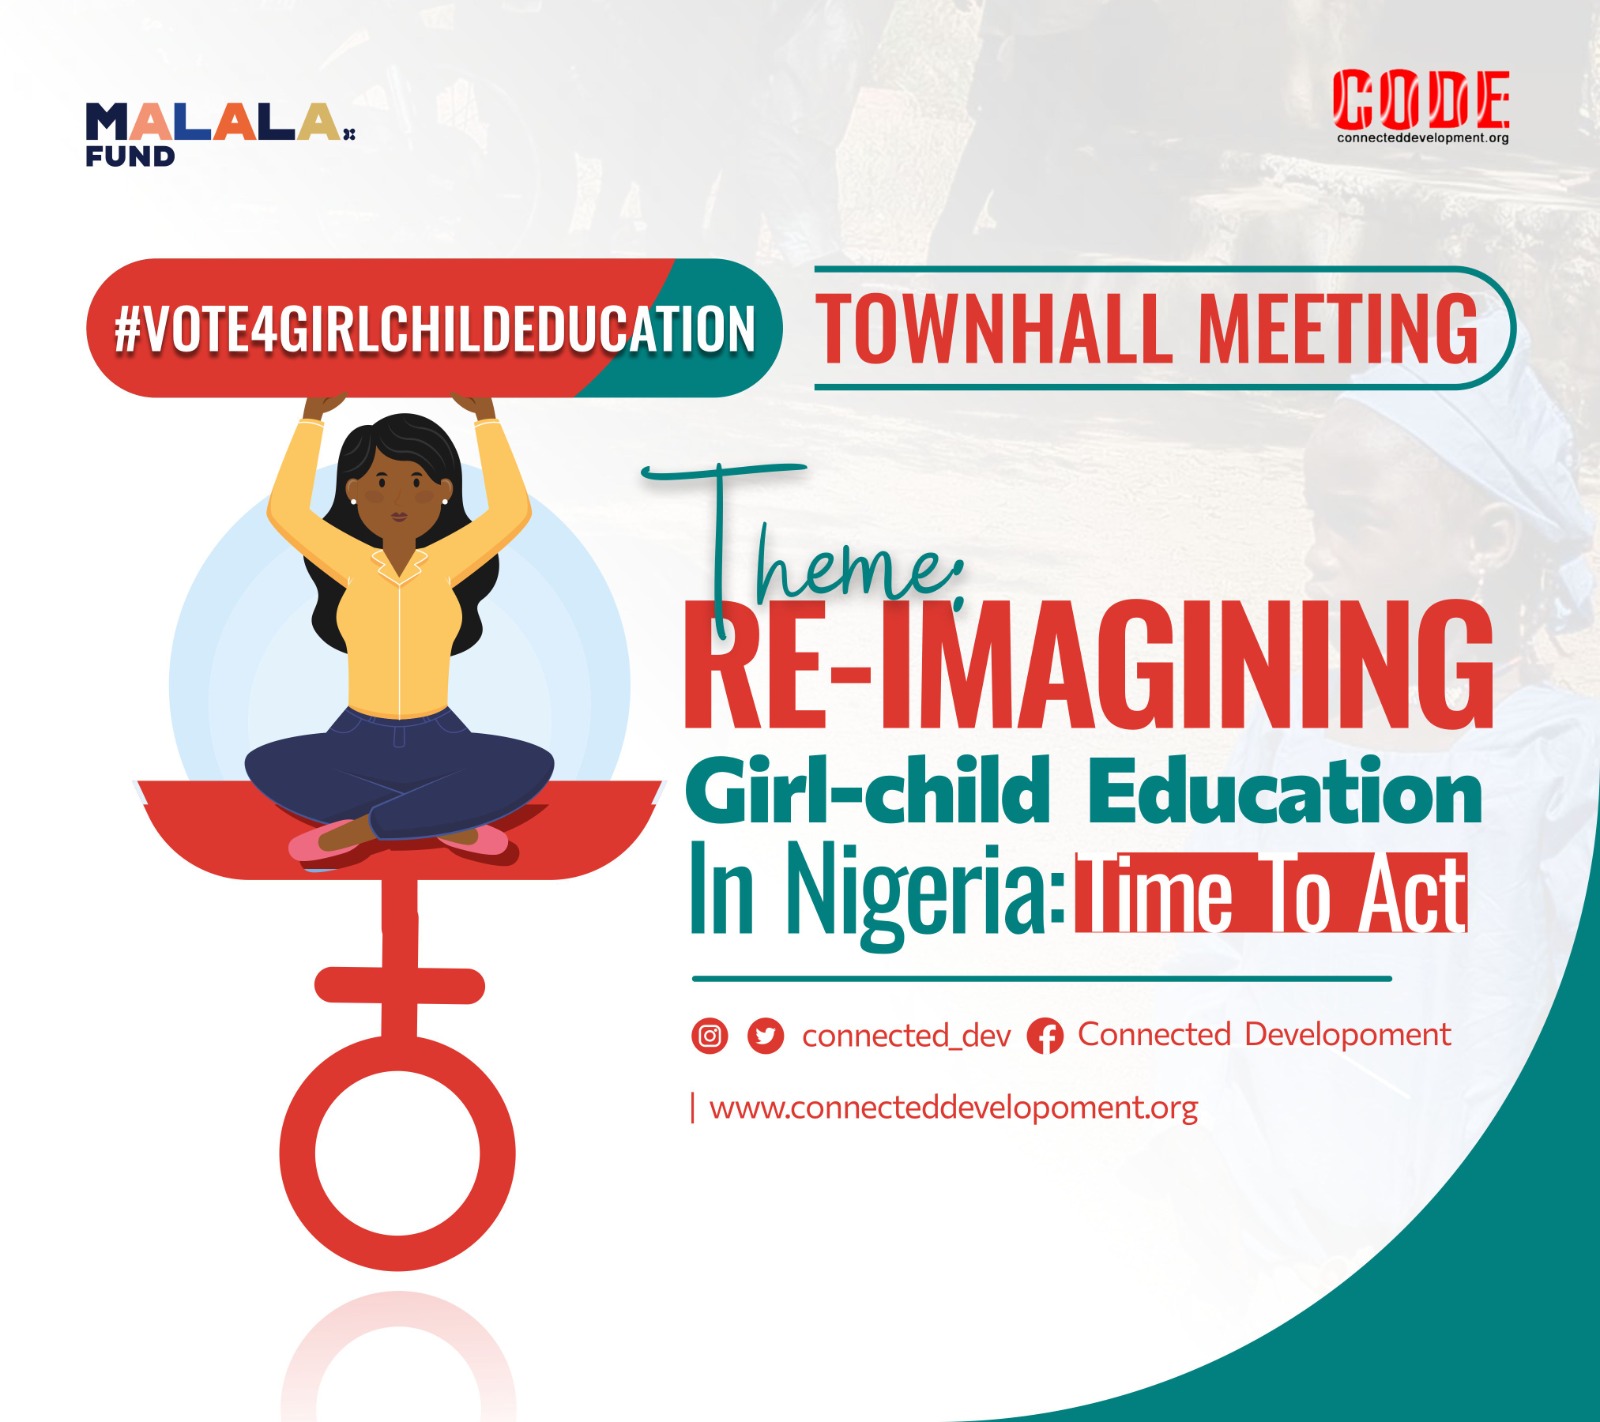 MALALA
FUND
CODE
connecteddevelopment.org
#VOTE4GIRLCHILDEDUCATION
TOWNHALL MEETING
Theme:
RE-IMAGINING
Girl-child Education
In Nigeria: Time To Act
connected_dev Connected Developoment
| www.connecteddevelopoment.org